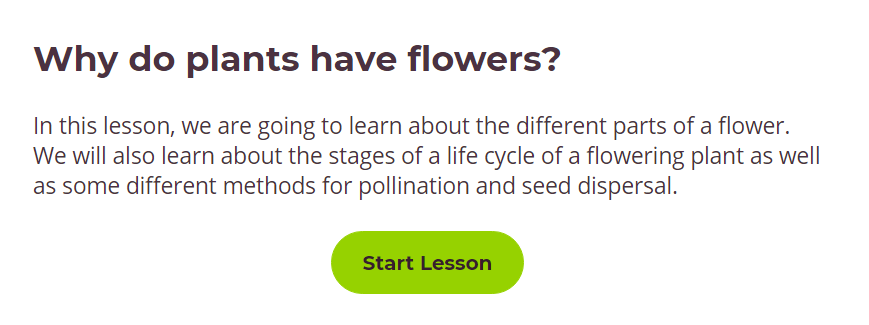 Why do plants have flowers?
In this lesson, we are going to learn about the different parts of a flower.
We will also learn about the stages of a life cycle of a flowering plant as well
as some different methods for pollination and seed dispersal.
Start Lesson